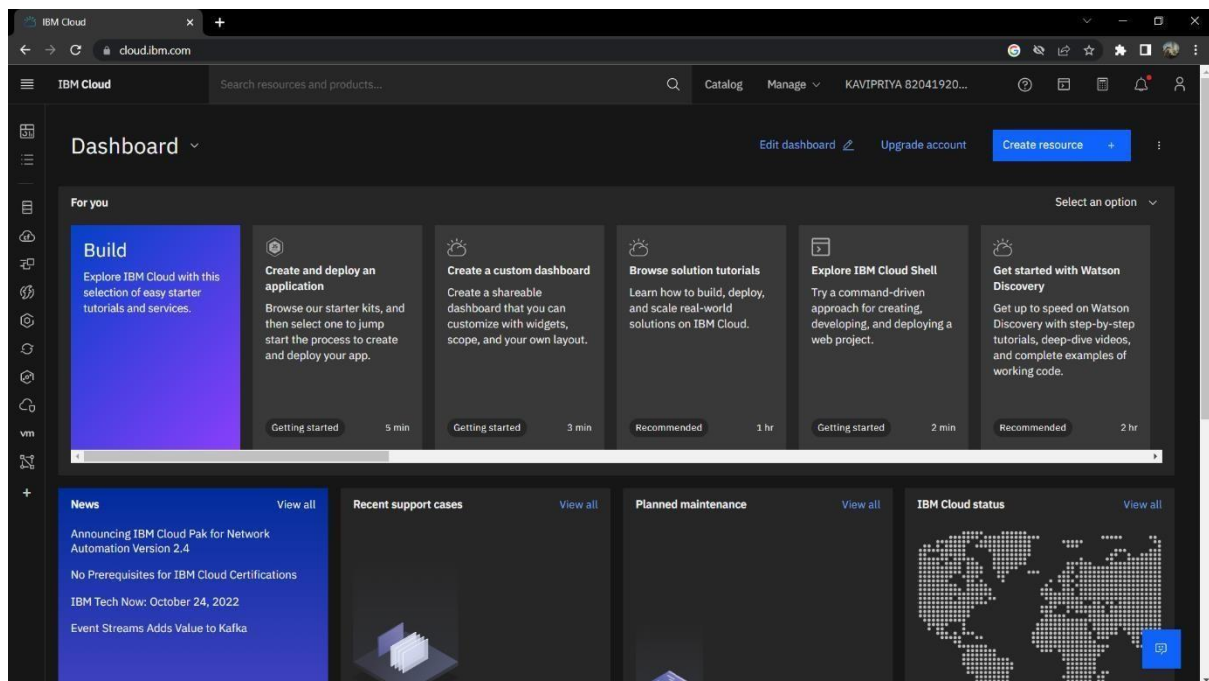 IBM Cloud
cloud.ibm.com
IBM Cloud
Search resources and products...
Catalog
Manage
KAVIPRIYA 82041920...
Dashboard
Edit dashboard
Upgrade account
Create resource +
For you
Select an option
Build
Explore IBM Cloud with this
selection of easy starter
tutorials and services.
Create and deploy an
application
Browse our starter kits, and
then select one to jump
start the process to create
and deploy your app.
Getting started
5 min
Create a custom dashboard
Create a shareable
dashboard that you can
customize with widgets,
scope, and your own layout.
Getting started
3 min
Browse solution tutorials
Learn how to build, deploy,
and scale real-world
solutions on IBM Cloud.
Recommended
1 hr
Explore IBM Cloud Shell
Try a command-driven
approach for creating,
developing, and deploying a
web project.
Getting started
2 min
Get started with Watson
Discovery
Get up to speed on Watson
Discovery with step-by-step
tutorials, deep-dive videos,
and complete examples of
working code.
Recommended
2 hr
vm
News
View all
Announcing IBM Cloud Pak for Network
Automation Version 2.4
No Prerequisites for IBM Cloud Certifications
IBM Tech Now: October 24, 2022
Event Streams Adds Value to Kafka
Recent support cases
View all
Planned maintenance
View all
IBM Cloud status
View all